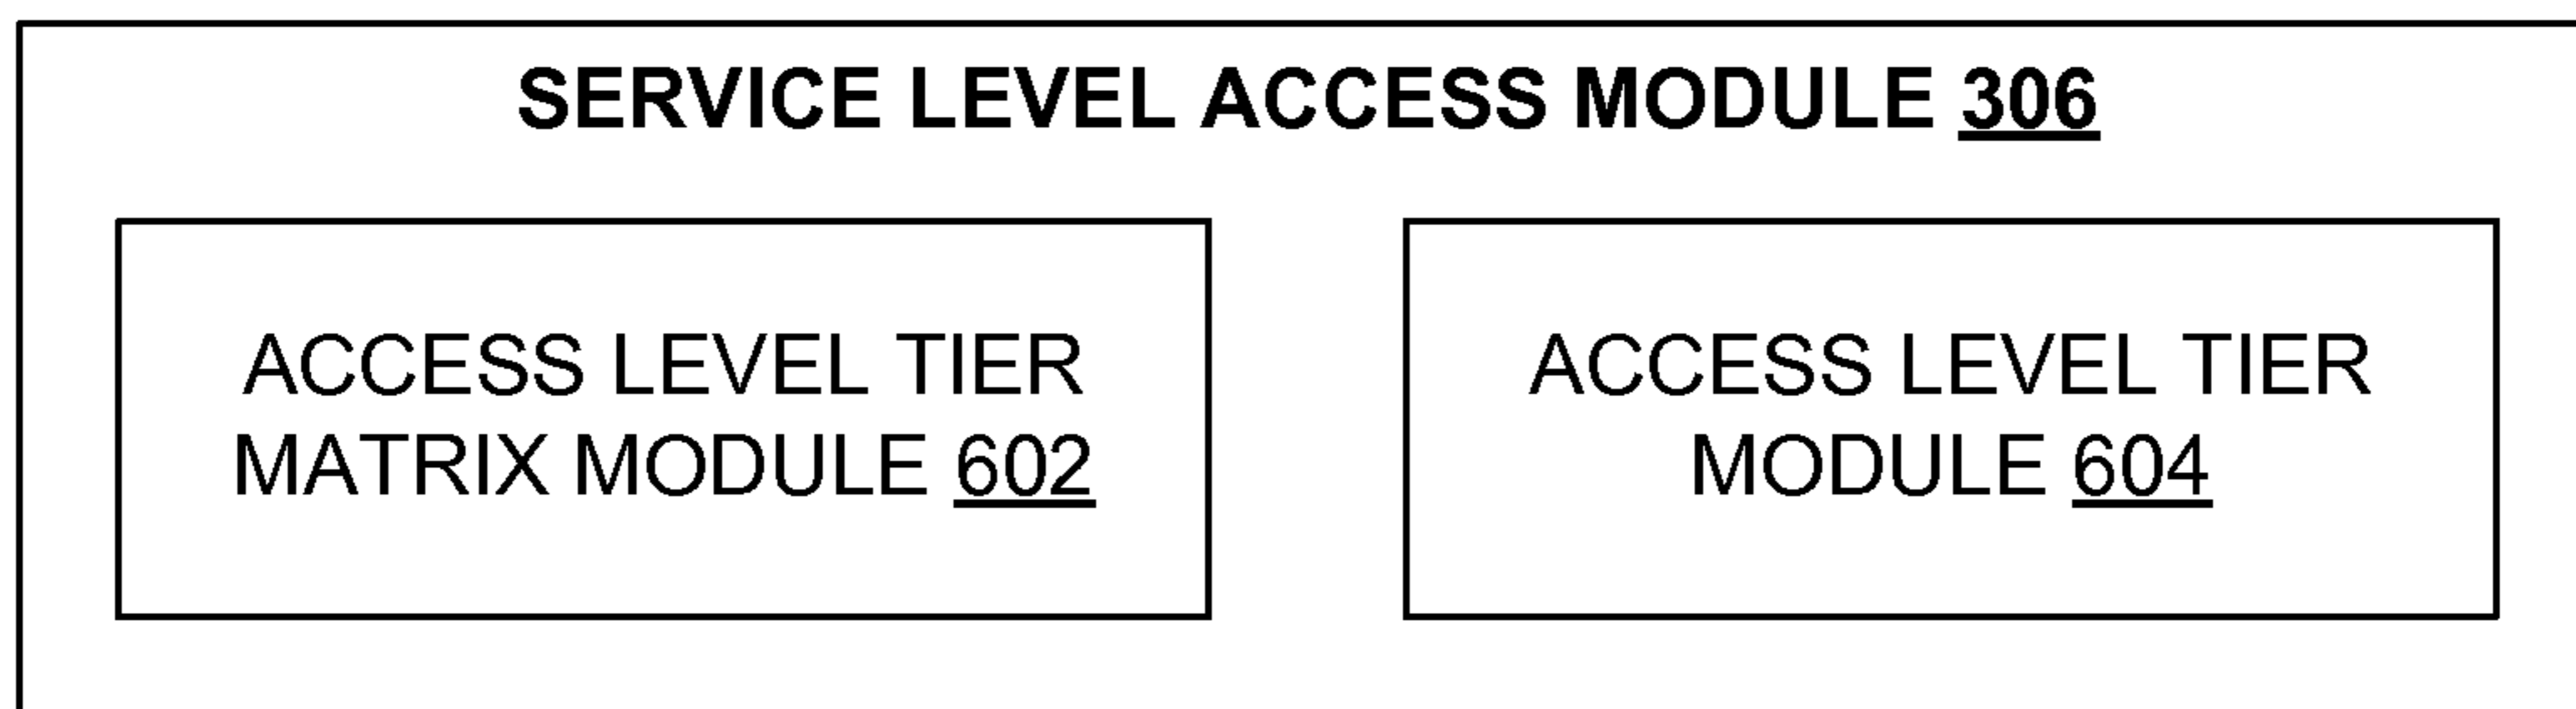 SERVICE LEVEL ACCESS MODULE 306
ACCESS LEVEL TIER
MATRIX MODULE 602
ACCESS LEVEL TIER
MODULE 604